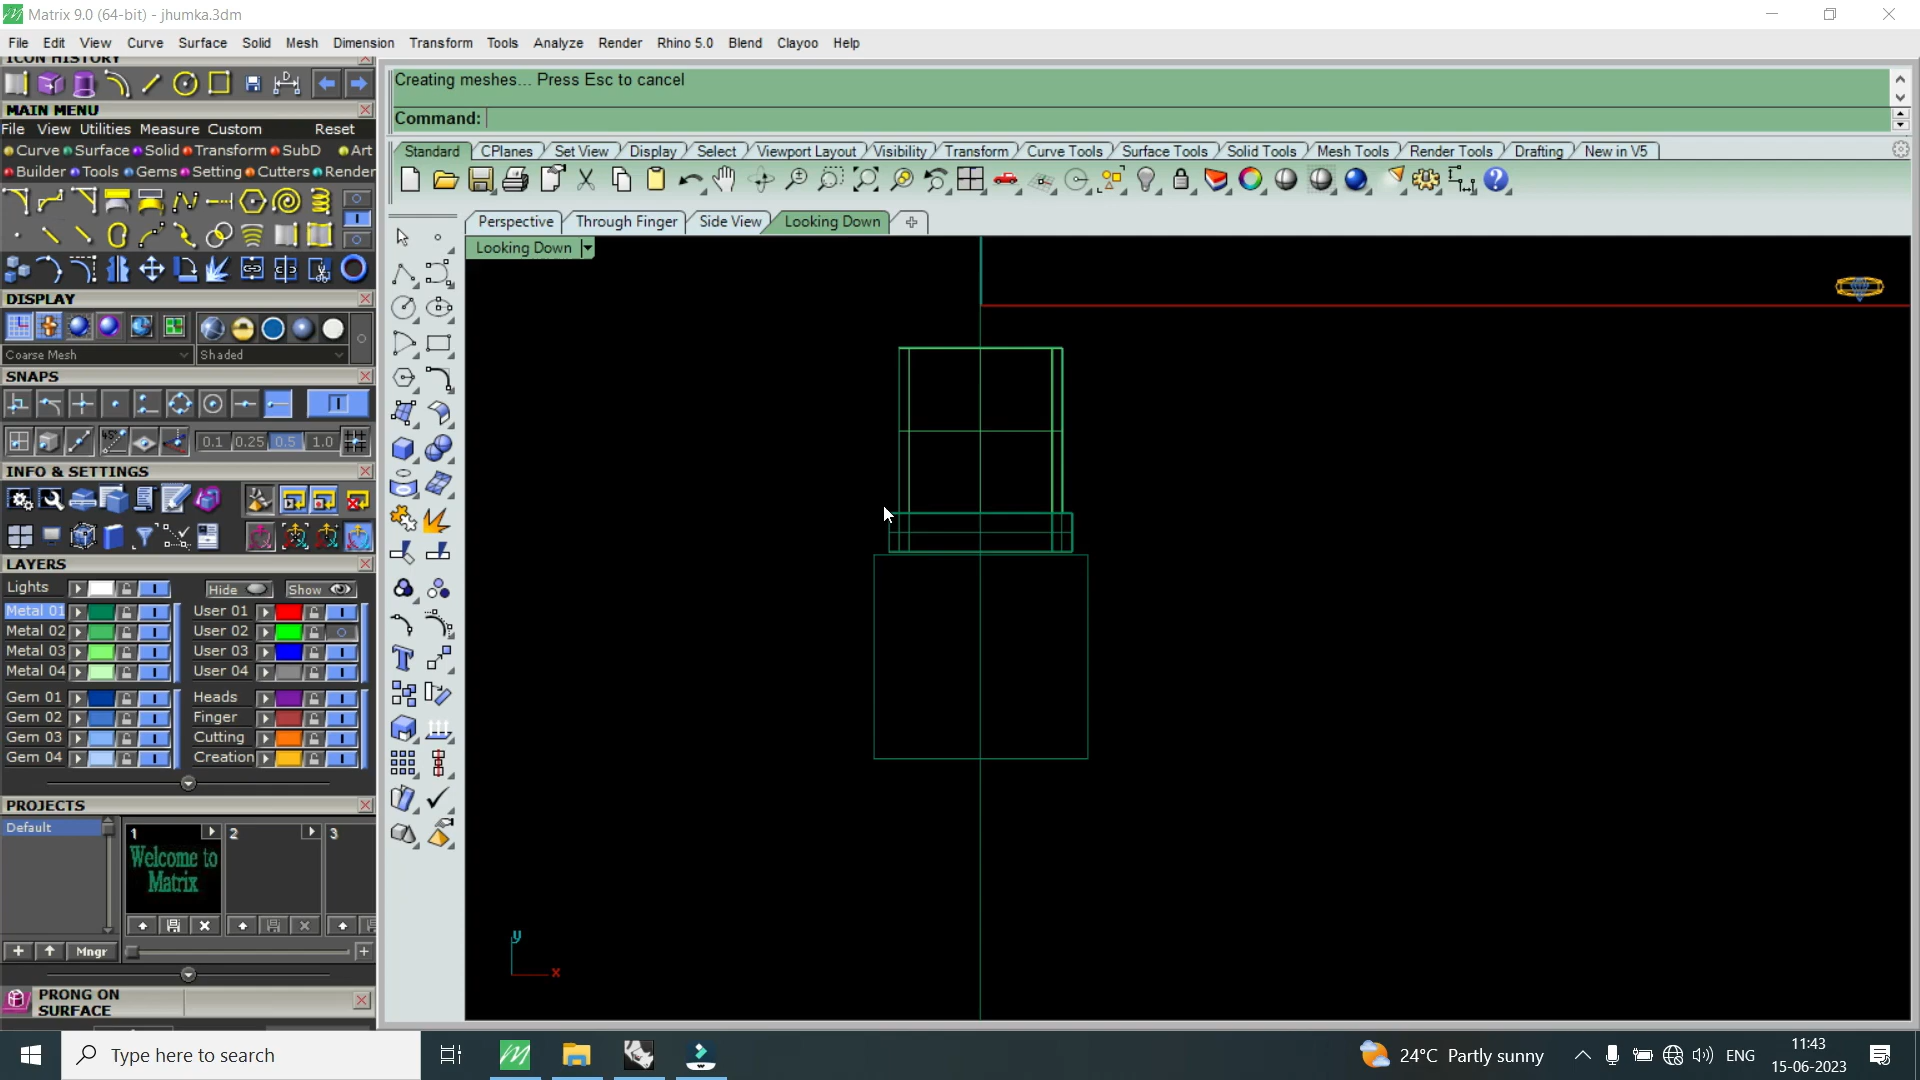 Matrix 9.0 (64-bit) - jhumka.3dm
File Edit View Curve Surface Solid Mesh Dimension Transform Tools Analyze Render Rhino 5.0 Blend Clayoo Help
ICON HISTORY
Creating meshes... Press Esc to cancel
Command:
MAIN MENU
File View Utilities Measure Custom Reset
Curve Surface Solid Transform SubD Art
Builder Tools Gems Setting Cutters Render
Standard CPlanes Set View Display Select Viewport Layout Visibility Transform Curve Tools Surface Tools Solid Tools Mesh Tools Render Tools Drafting New in V5
Perspective Through Finger Side View Looking Down
Looking Down
DISPLAY
Coarse Mesh Shaded
SNAPS
0.1 0.25 0.5 1.0
INFO & SETTINGS
LAYERS
Lights Hide Show
Metal 01 User 01
Metal 02 User 02
Metal 03 User 03
Metal 04 User 04
Gem 01 Heads
Gem 02 Finger
Gem 03 Cutting
Gem 04 Creation
PROJECTS
Default 1 2 3
Welcome to
Matrix
Mngr
PRONG ON
SURFACE
y
x
Type here to search
24°C Partly sunny
ENG
11:43
15-06-2023